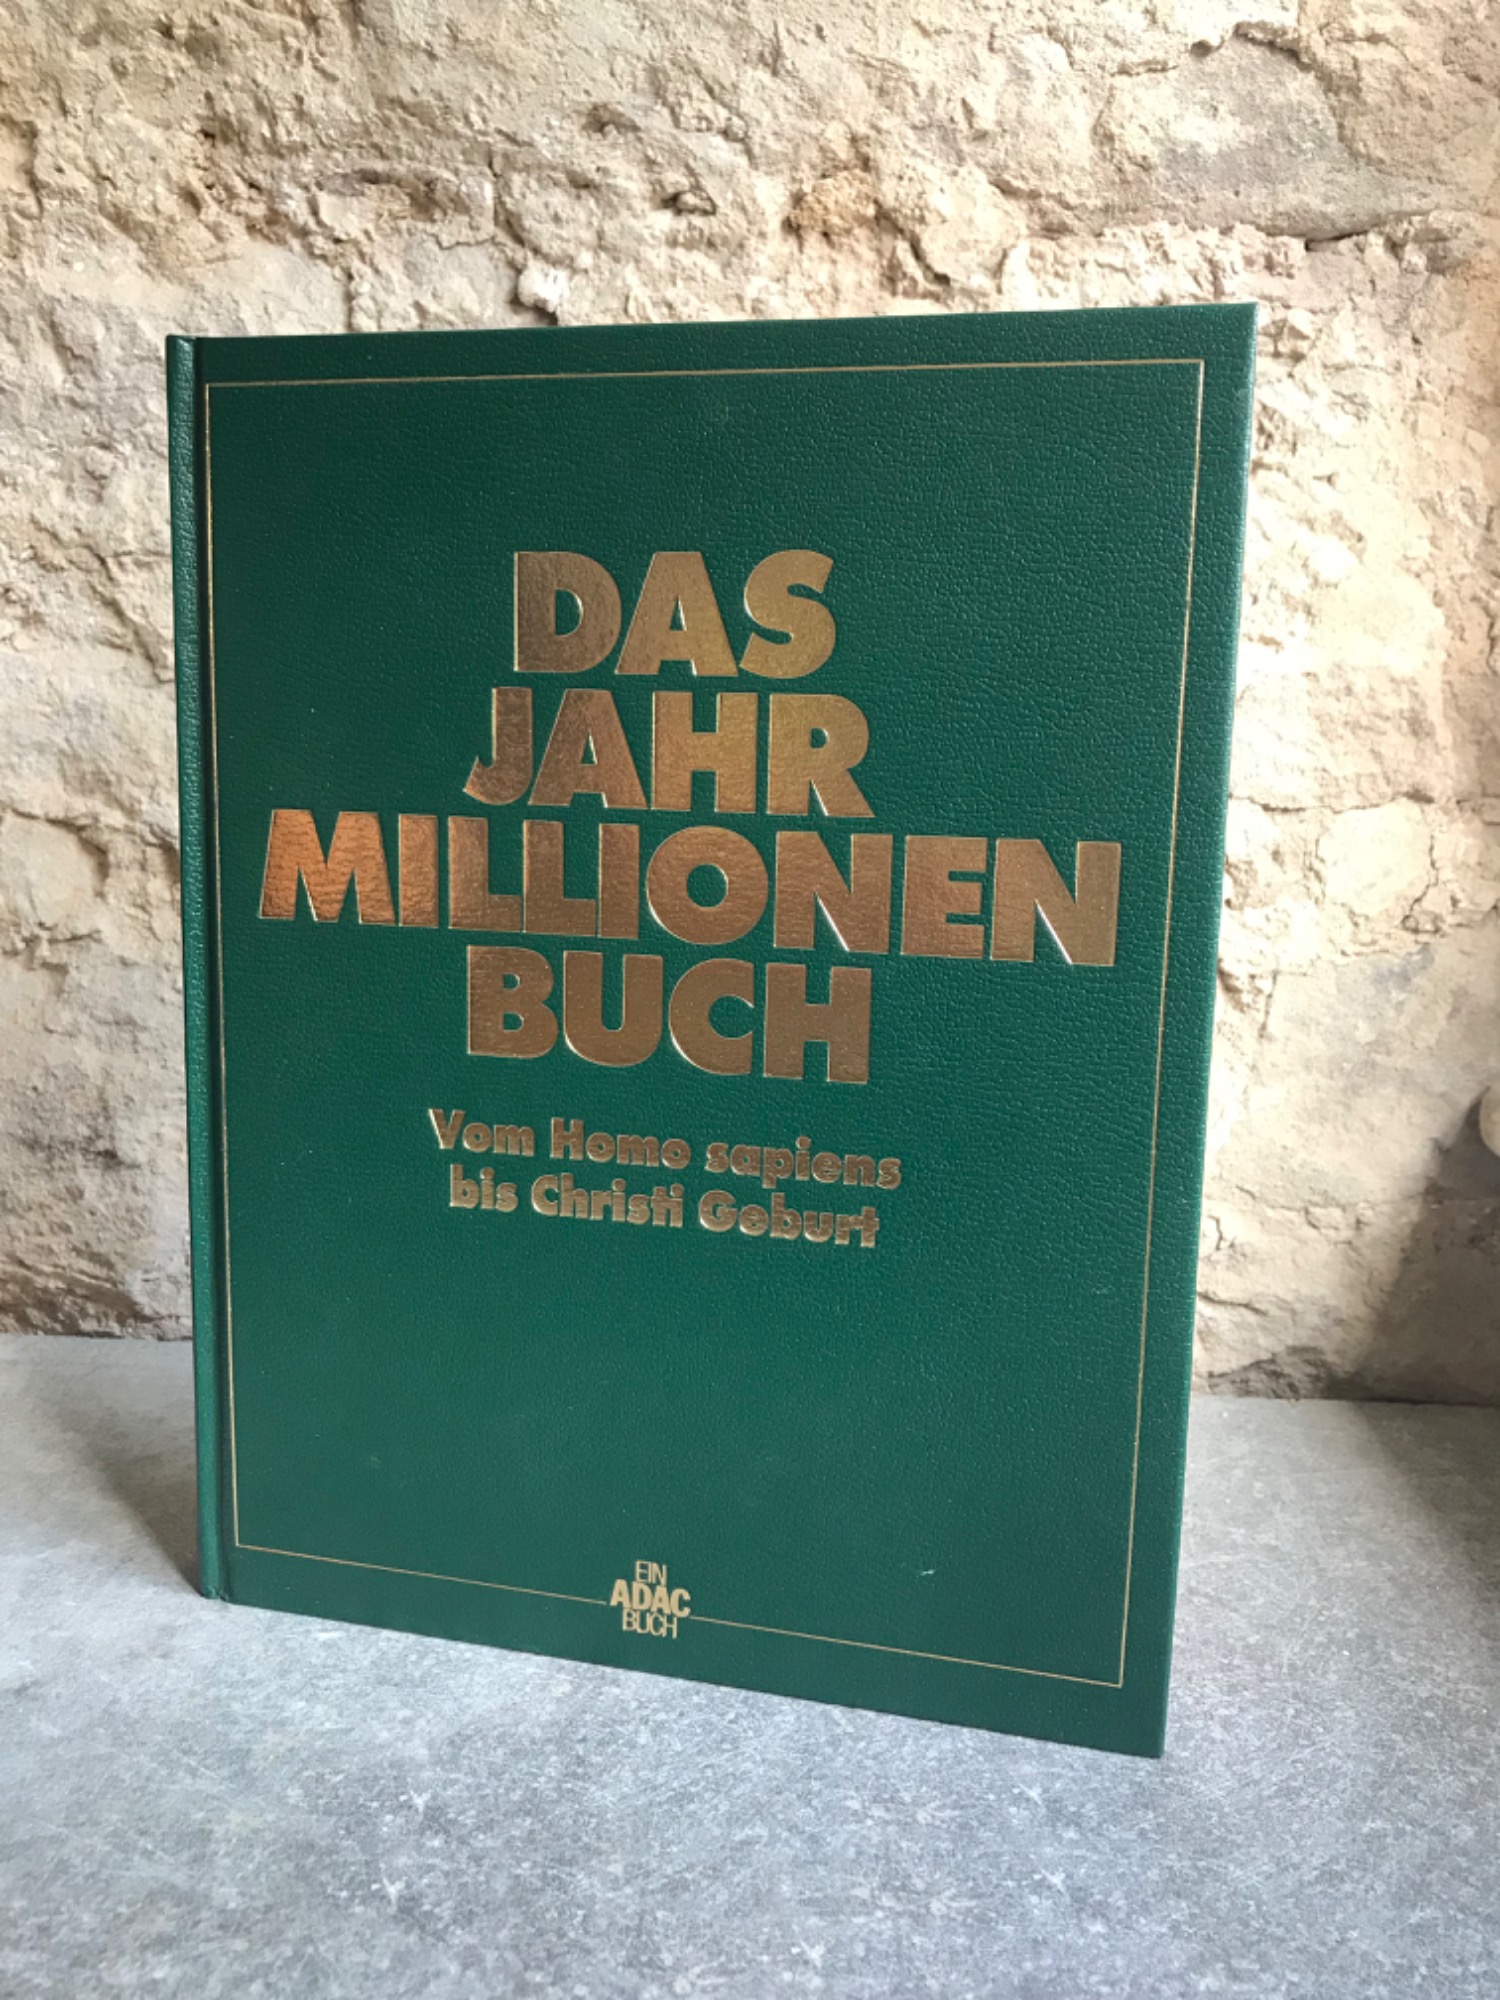 DAS
JAHR
MILLIONEN
BUCH
Vom Homo sapiens
bis Christi Geburt
EIN
ADAC
BUCH